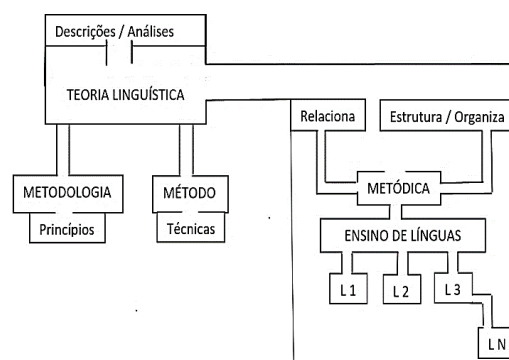 Descrições / Análises
TEORIA LINGUÍSTICA
Relaciona
Estrutura / Organiza
METODOLOGIA
MÉTODO
METÓDICA
Princípios
Técnicas
ENSINO DE LÍNGUAS
L 1
L 2
L 3
L N